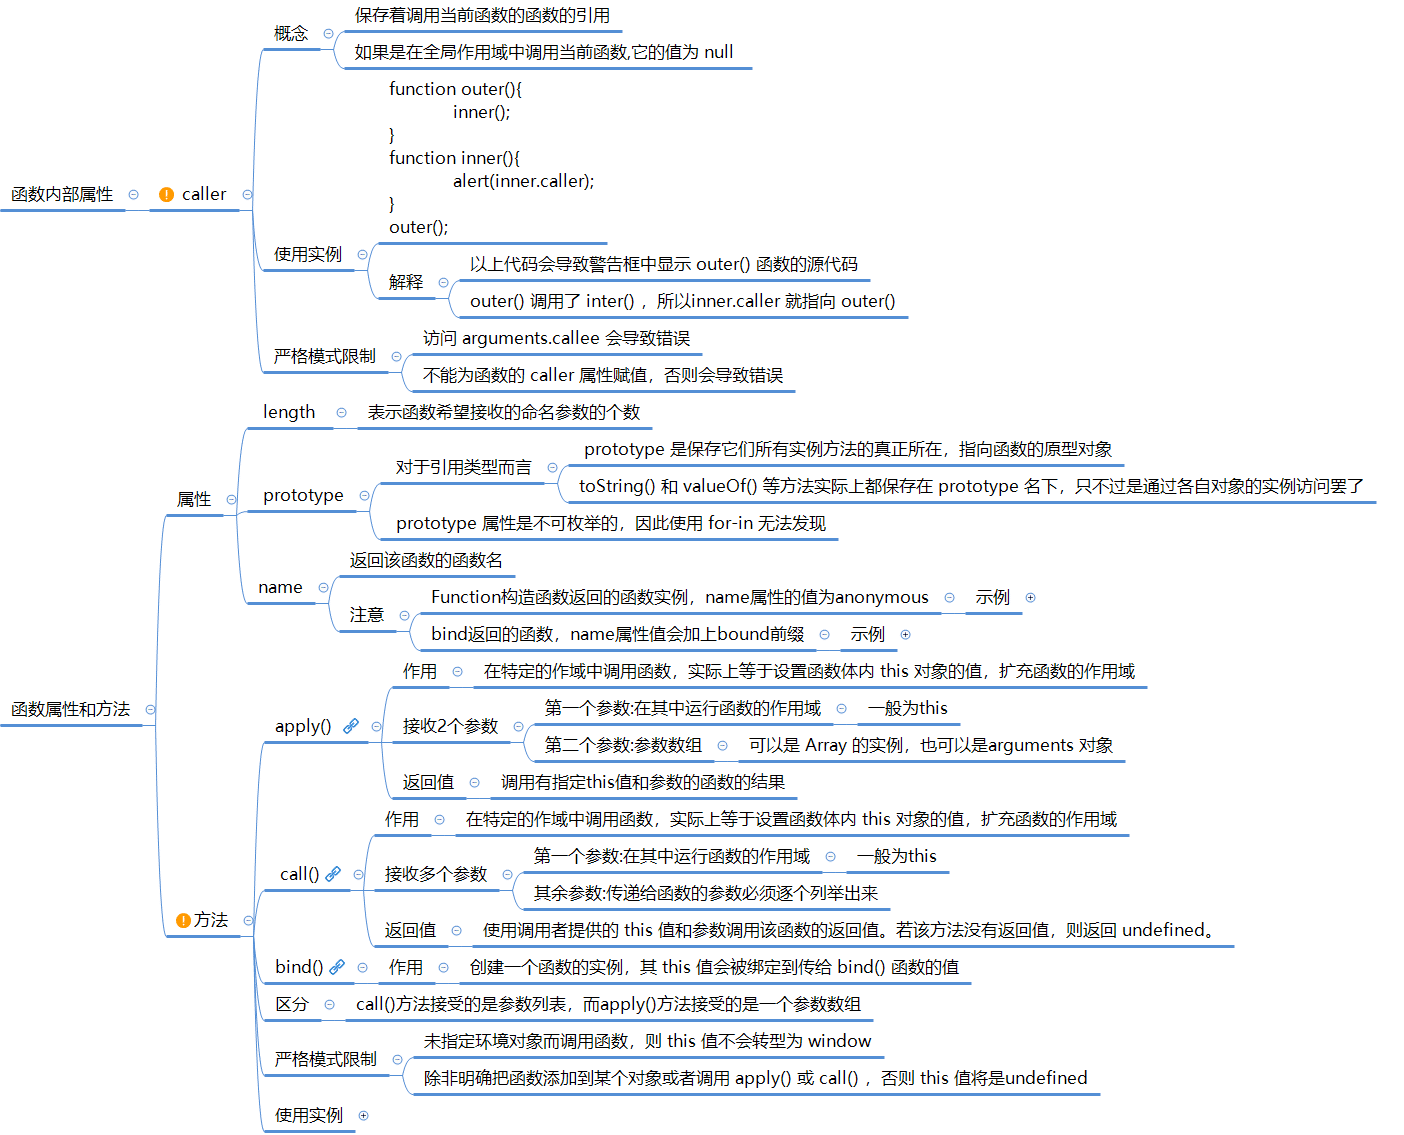 函数内部属性
caller
概念
保存着调用当前函数的函数的引用
如果是在全局作用域中调用当前函数,它的值为 null
使用实例
function outer(){
inner();
}
function inner(){
alert(inner.caller);
}
outer();
解释
以上代码会导致警告框中显示 outer() 函数的源代码
outer() 调用了 inter() ，所以inner.caller 就指向 outer()
严格模式限制
访问 arguments.callee 会导致错误
不能为函数的 caller 属性赋值，否则会导致错误
函数属性和方法
属性
length
表示函数希望接收的命名参数的个数
prototype
对于引用类型而言
prototype 是保存它们所有实例方法的真正所在，指向函数的原型对象
toString() 和 valueOf() 等方法实际上都保存在 prototype 名下，只不过是通过各自对象的实例访问罢了
prototype 属性是不可枚举的，因此使用 for-in 无法发现
name
返回该函数的函数名
注意
Function构造函数返回的函数实例，name属性的值为anonymous
示例
bind返回的函数，name属性值会加上bound前缀
示例
方法
apply()
作用
在特定的作域中调用函数，实际上等于设置函数体内 this 对象的值，扩充函数的作用域
接收2个参数
第一个参数:在其中运行函数的作用域
一般为this
第二个参数:参数数组
可以是 Array 的实例，也可以是arguments 对象
返回值
调用有指定this值和参数的函数的结果
call()
作用
在特定的作域中调用函数，实际上等于设置函数体内 this 对象的值，扩充函数的作用域
接收多个参数
第一个参数:在其中运行函数的作用域
一般为this
其余参数:传递给函数的参数必须逐个列举出来
返回值
使用调用者提供的 this 值和参数调用该函数的返回值。若该方法没有返回值，则返回 undefined。
bind()
作用
创建一个函数的实例，其 this 值会被绑定到传给 bind() 函数的值
区分
call()方法接受的是参数列表，而apply()方法接受的是一个参数数组
严格模式限制
未指定环境对象而调用函数，则 this 值不会转型为 window
除非明确把函数添加到某个对象或者调用 apply() 或 call() ，否则 this 值将是undefined
使用实例